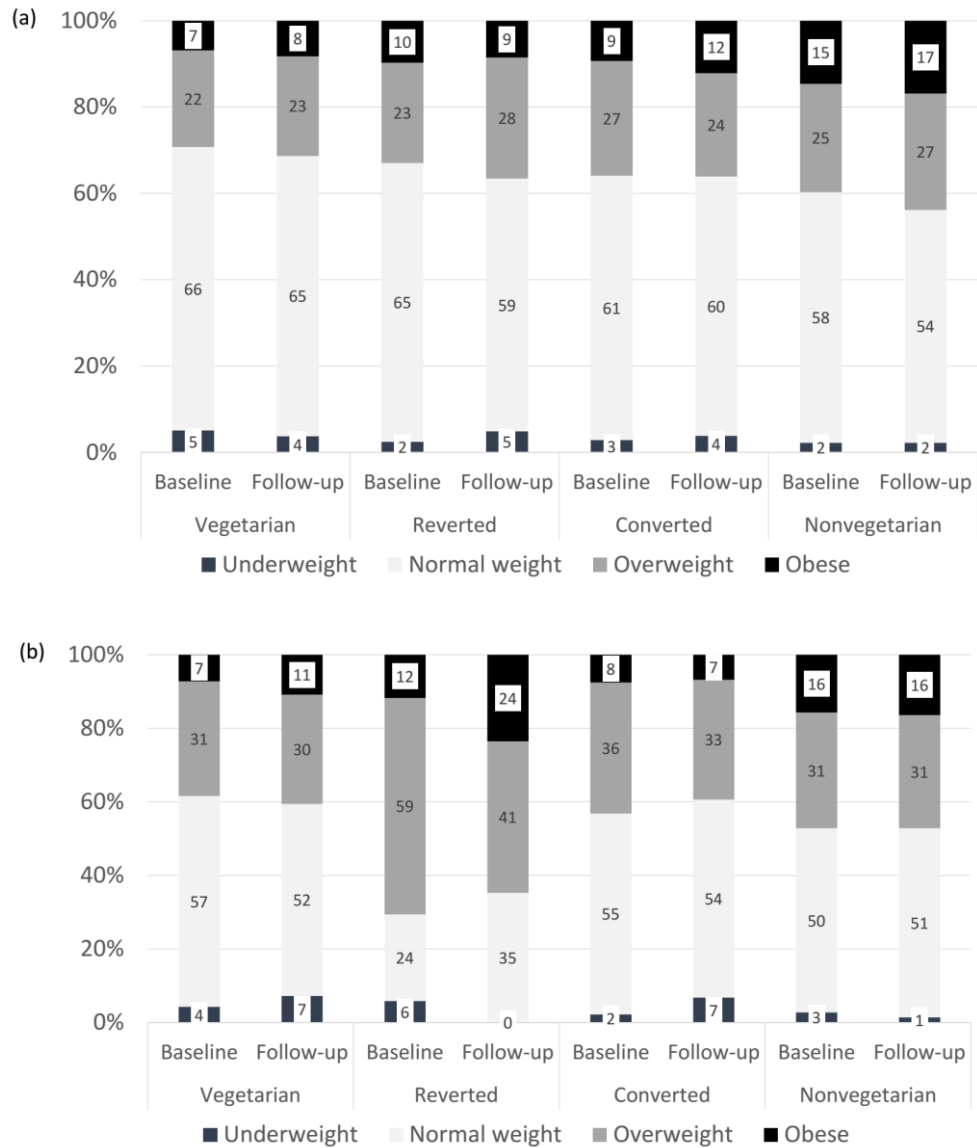 (a)
100%
7 8 10 9 9 12 15 17
80%
22 23 23 28 27 24 25 27
60%
40%
66 65 65 59 61 60 58 54
20%
0%
5 4 2 5 3 4 2 2
Baseline Follow-up Baseline Follow-up Baseline Follow-up Baseline Follow-up
Vegetarian Reverted Converted Nonvegetarian
Underweight Normal weight Overweight Obese
(b)
100%
7 11 12 24 8 7 16 16
80%
31 30 59 41 36 33 31 31
60%
40%
57 52 24 35 55 54 50 51
20%
0%
4 7 6 0 2 7 3 1
Baseline Follow-up Baseline Follow-up Baseline Follow-up Baseline Follow-up
Vegetarian Reverted Converted Nonvegetarian
Underweight Normal weight Overweight Obese